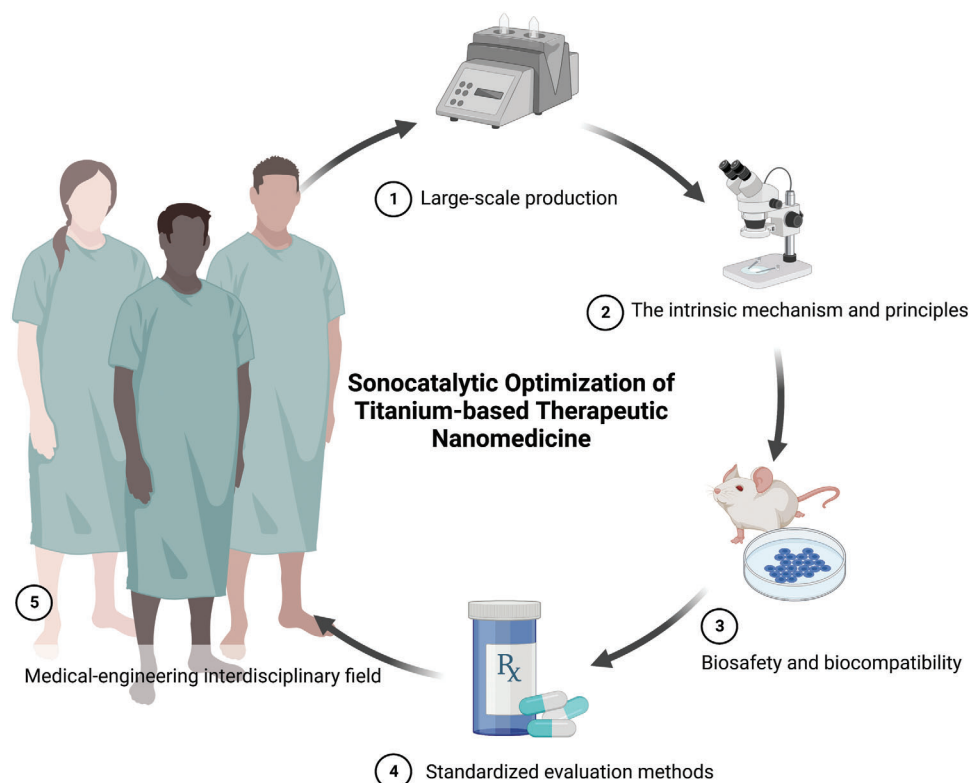 1 Large-scale production
2 The intrinsic mechanism and principles
Sonocatalytic Optimization of
Titanium-based Therapeutic
Nanomedicine
3
Biosafety and biocompatibility
Rx
4 Standardized evaluation methods
5
Medical-engineering interdisciplinary field